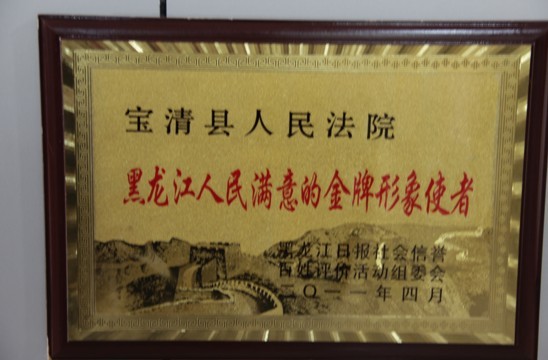 宝清县人民法院
黑龙江人民满意的金牌形象使者
黑龙江日报社会信誉
百姓评价活动组委会
二〇一一年四月